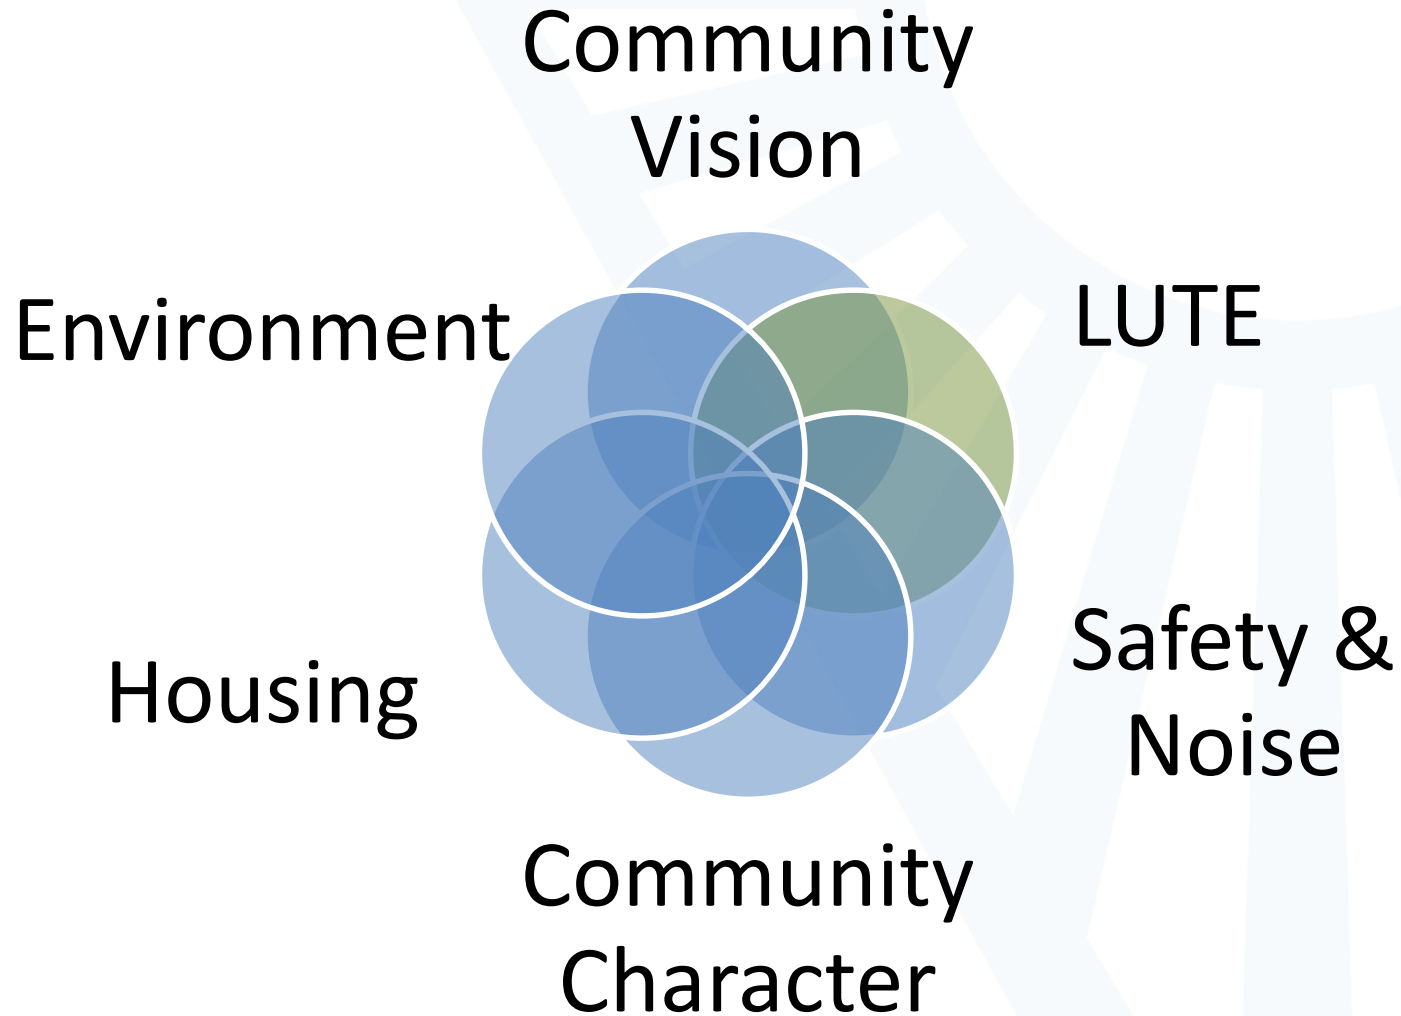 Community
Vision
LUTE
Environment
Safety &
Noise
Housing
Community
Character